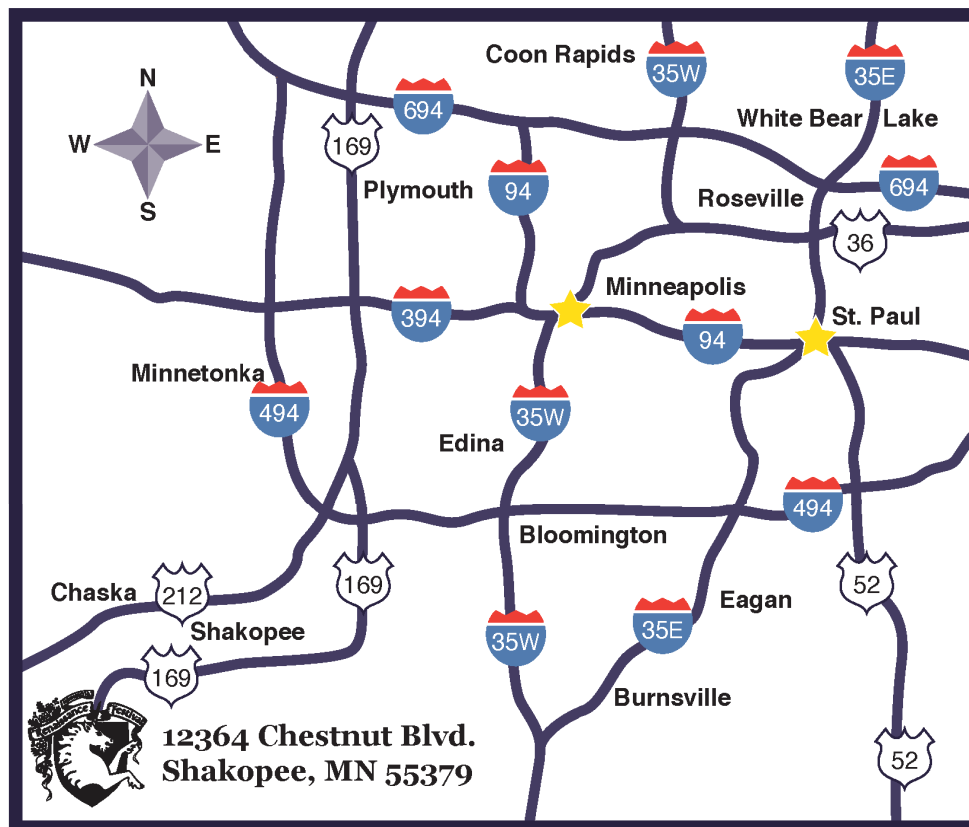 Coon Rapids
35W
35E
N
694
White Bear Lake
W
E
169
Plymouth
94
Roseville
694
S
36
Minneapolis
394
94
St. Paul
Minnetonka
494
35W
Edina
494
Bloomington
Chaska
212
169
52
Eagan
Shakopee
35W
35E
169
Burnsville
Renaissance
Festival
12364 Chestnut Blvd.
Shakopee, MN 55379
52